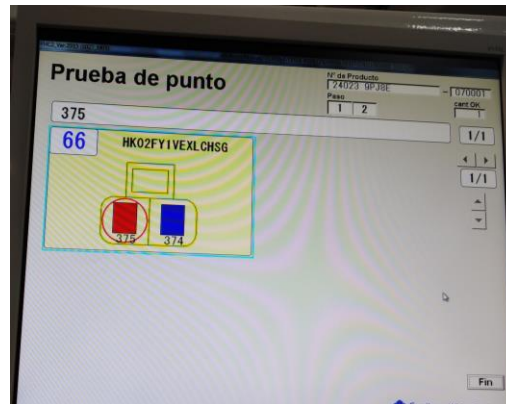 Prueba de punto
N° de Producto
24023 9PJ8E - 070001
Paso
cant OK
1 2
1
375
1/1
66
HK02FY1VEXLCHSG
1/1
375 374
Fin